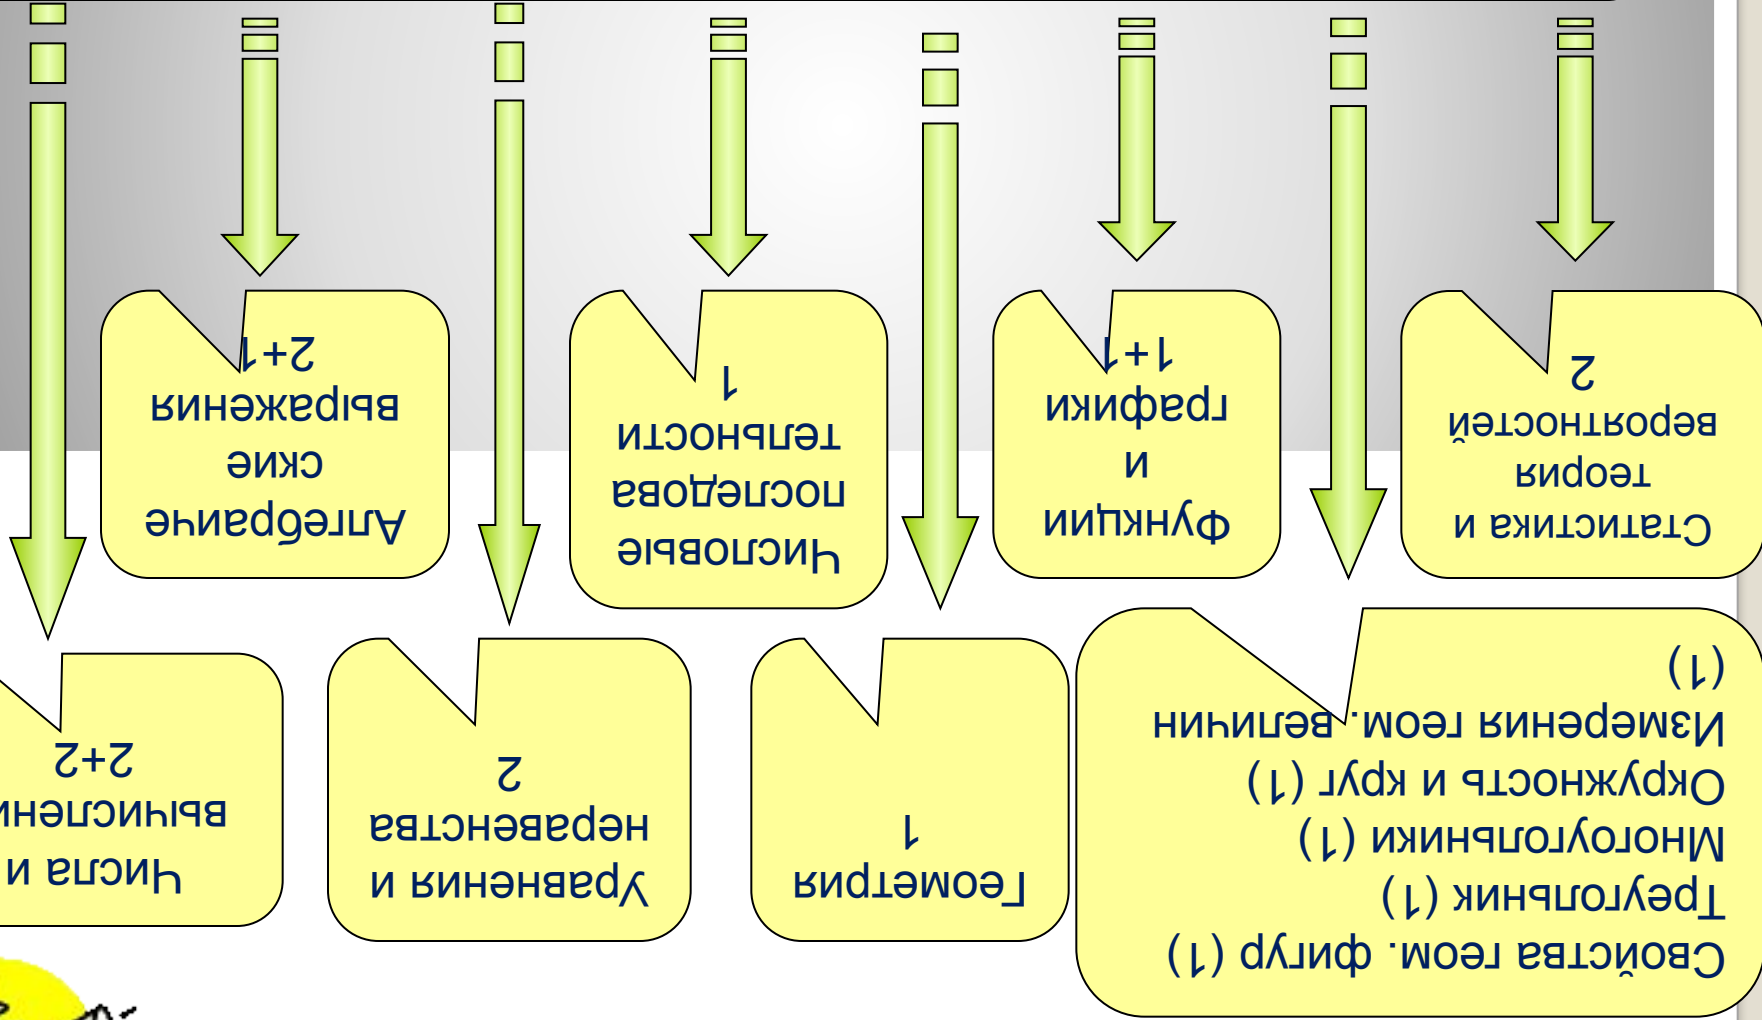 Свойства геом. фигур (1)
Треугольник (1)
Многоугольники (1)
Окружность и круг (1)
Измерения геом. величин
(1)
Геометрия
1
Уравнения и
неравенства
2
Числа и
вычислени
2+2
Статистика и
теория
вероятностей
2
Функции
и
графики
1+1
Числовые
последова
тельности
1
Алгебраиче
ские
выражения
2+1